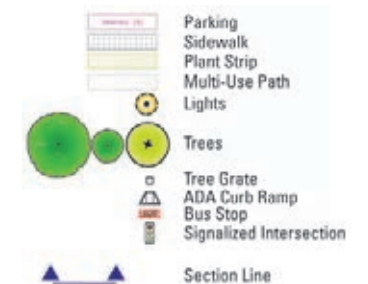 Parking
Sidewalk
Plant Strip
Multi-Use Path
Lights
Trees
Tree Grate
ADA Curb Ramp
Bus Stop
Signalized Intersection
Section Line